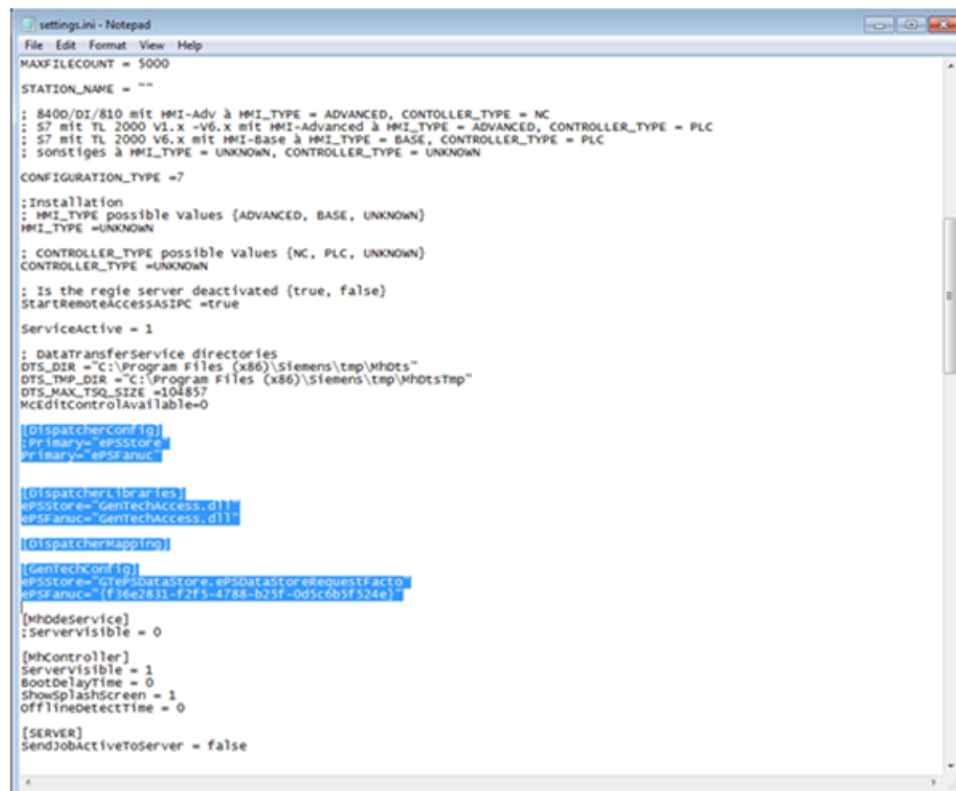 settings.ini - Notepad
File Edit Format View Help
MAXFILECOUNT = 5000
STATION_NAME = ""
; 840D/DI/810 mit HMI-Adv à HMI_TYPE = ADVANCED, CONTOLLER_TYPE = NC
; S7 mit TL 2000 V1.x -V6.x mit HMI-Advanced à HMI_TYPE = ADVANCED, CONTROLLER_TYPE = PLC
; S7 mit TL 2000 V6.x mit HMI-Base à HMI_TYPE = BASE, CONTROLLER_TYPE = PLC
; sonstiges à HMI_TYPE = UNKNOWN, CONTROLLER_TYPE = UNKNOWN
CONFIGURATION_TYPE =7
;Installation
; HMI_TYPE possible Values {ADVANCED, BASE, UNKNOWN}
HMI_TYPE =UNKNOWN
; CONTROLLER_TYPE possible Values {NC, PLC, UNKNOWN}
CONTROLLER_TYPE =UNKNOWN
; Is the regie server deactivated {true, false}
StartRemoteAccessAsIPC =true
ServiceActive = 1
; DataTransferService directories
DTS_DIR ="C:\Program Files (x86)\Siemens\tmp\MhDts"
DTS_TMP_DIR ="C:\Program Files (x86)\Siemens\tmp\MhDtsTmp"
DTS_MAX_TSQ_SIZE =104857
McEditControlAvailable=0
[DispatcherConfig]
;Primary="ePSStore"
Primary="ePSFanuc"
[DispatcherLibraries]
ePSStore="GenTechAccess.dll"
ePSFanuc="GenTechAccess.dll"
[DispatcherMapping]
[GenTechConfig]
ePSStore="GTePSDataStore.ePSDataStoreRequestFacto"
ePSFanuc="{f36e2831-f2f5-4788-b25f-0d5c6b5f524e}"
[MhDdeService]
;ServerVisible = 0
[MhController]
ServerVisible = 1
BootDelayTime = 0
ShowSplashScreen = 1
OfflineDetectTime = 0
[SERVER]
SendJobActiveToServer = false